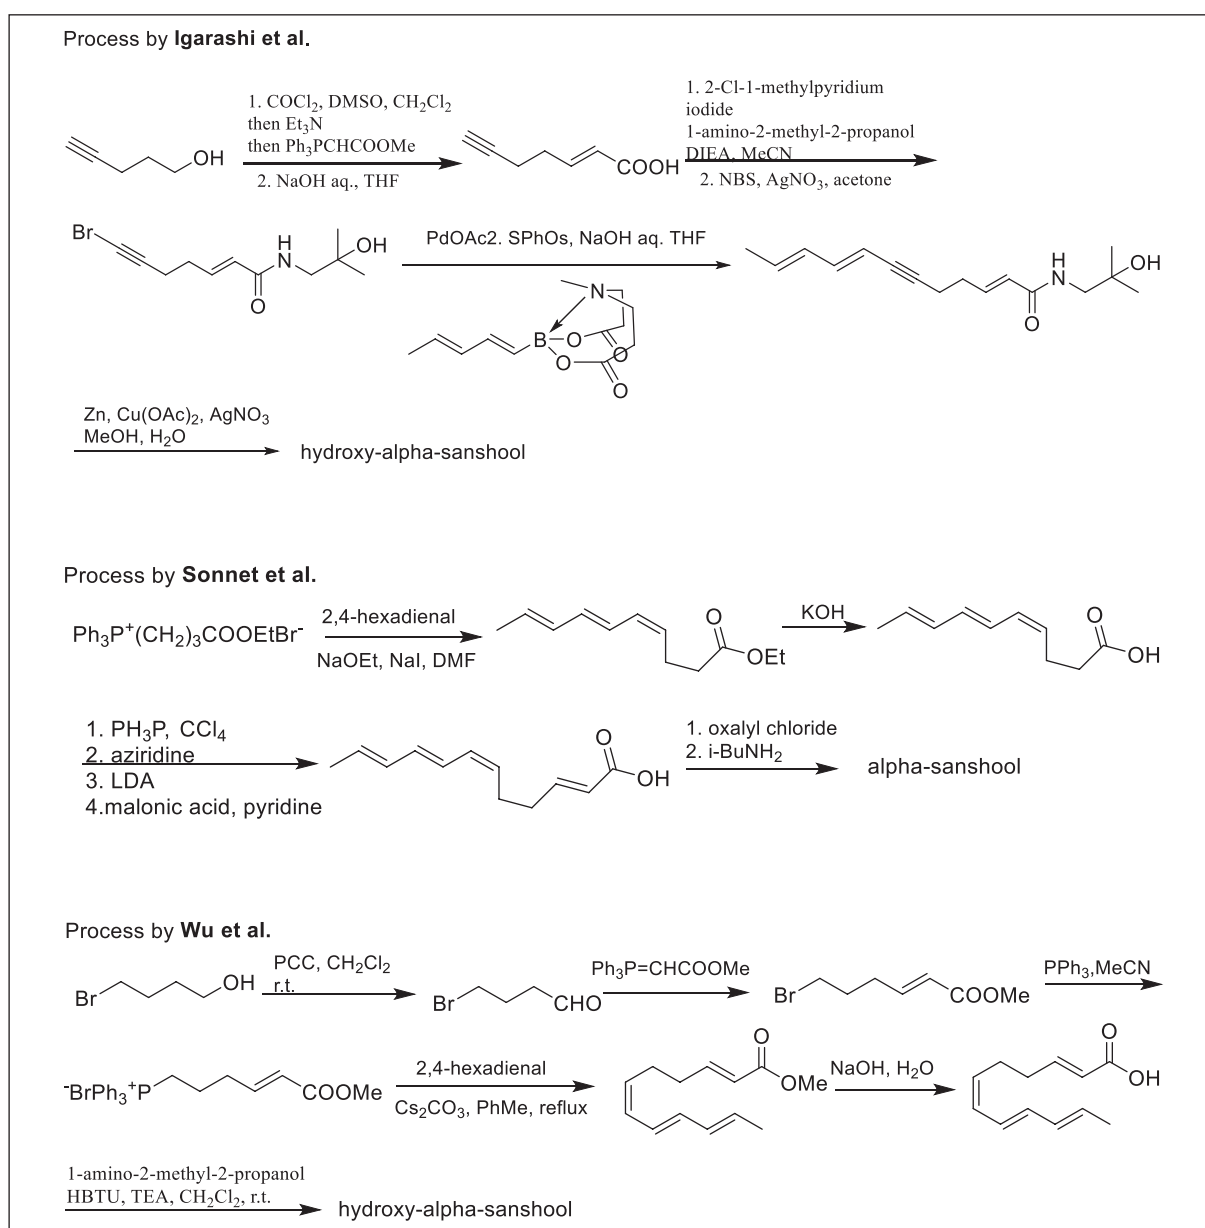 Process by Igarashi et al.
1. COCl₂, DMSO, CH₂Cl₂
then Et₃N
then Ph₃PCHCOOMe
2. NaOH aq., THF
OH
COOH
1. 2-Cl-1-methylpyridium
iodide
1-amino-2-methyl-2-propanol
DIEA, MeCN
2. NBS, AgNO₃, acetone
Br
O
H
N
OH
PdOAc2. SPhOs, NaOH aq. THF
N
B
O
O
O
O
O
H
N
OH
Zn, Cu(OAc)₂, AgNO₃
MeOH, H₂O
hydroxy-alpha-sanshool
Process by Sonnet et al.
Ph₃P⁺(CH₂)₃COOEtBr⁻
2,4-hexadienal
NaOEt, NaI, DMF
O
OEt
KOH
O
OH
1. PH₃P, CCl₄
2. aziridine
3. LDA
4.malonic acid, pyridine
O
OH
1. oxalyl chloride
2. i-BuNH₂
alpha-sanshool
Process by Wu et al.
Br
OH
PCC, CH₂Cl₂
r.t.
Br
CHO
Ph₃P=CHCOOMe
Br
COOMe
PPh₃,MeCN
⁻BrPh₃⁺P
COOMe
2,4-hexadienal
Cs₂CO₃, PhMe, reflux
O
OMe
NaOH, H₂O
O
OH
1-amino-2-methyl-2-propanol
HBTU, TEA, CH₂Cl₂, r.t.
hydroxy-alpha-sanshool